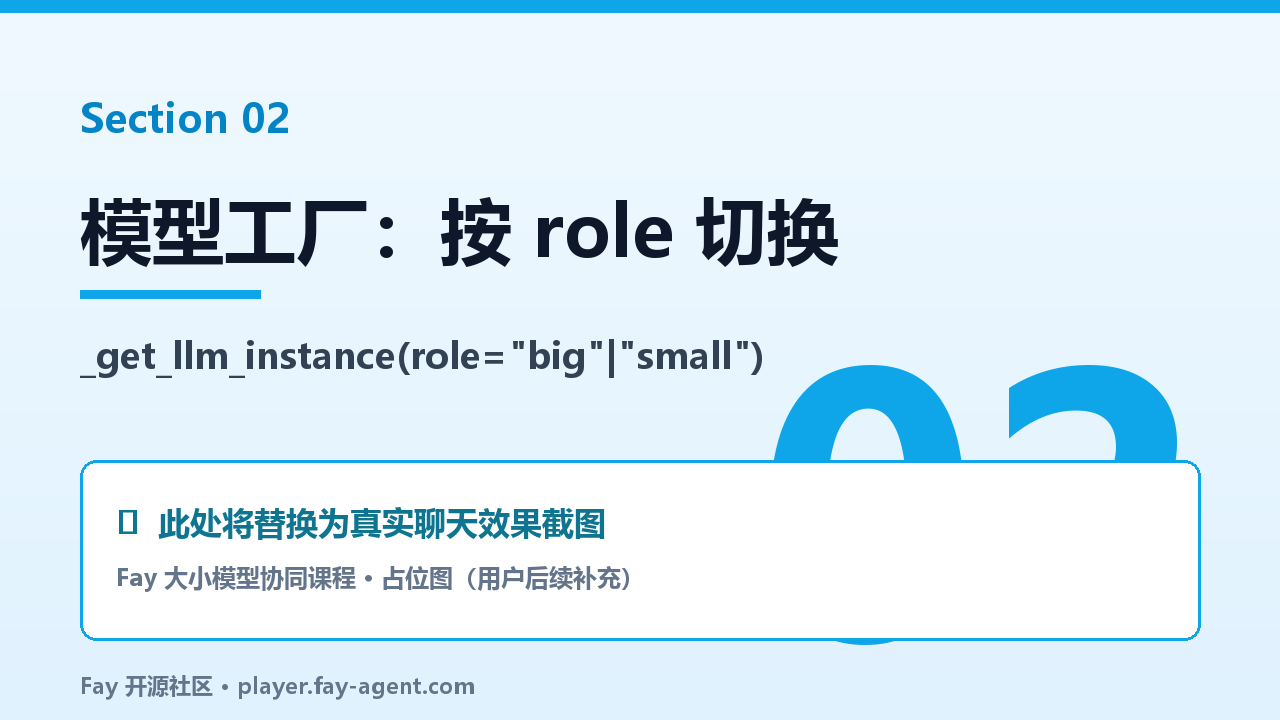 Section 02
模型工厂：按 role 切换
_get_llm_instance(role="big"|"small")
02
此处将替换为真实聊天效果截图
Fay 大小模型协同课程 • 占位图（用户后续补充）
Fay 开源社区 • player.fay-agent.com